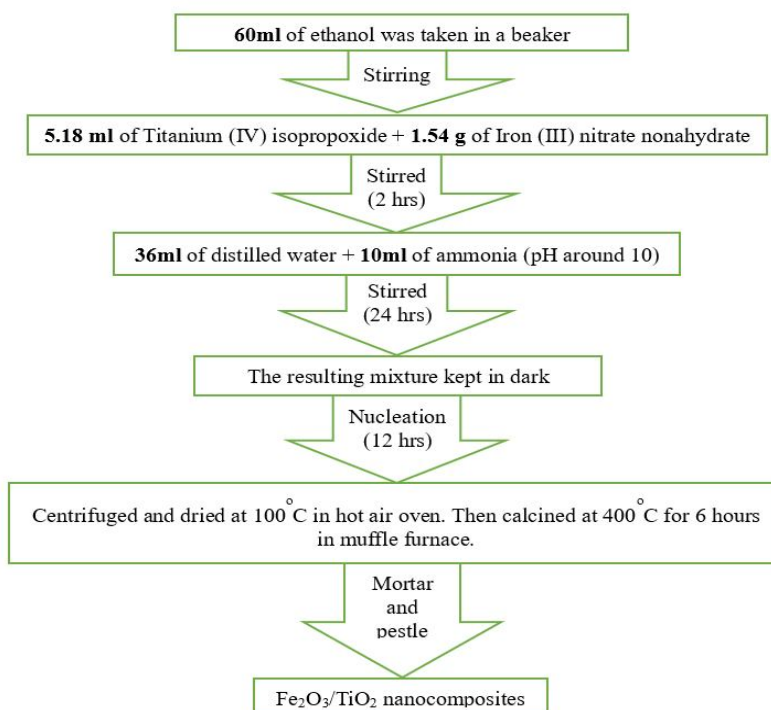 60ml of ethanol was taken in a beaker
Stirring
5.18 ml of Titanium (IV) isopropoxide + 1.54 g of Iron (III) nitrate nonahydrate
Stirred
(2 hrs)
36ml of distilled water + 10ml of ammonia (pH around 10)
Stirred
(24 hrs)
The resulting mixture kept in dark
Nucleation
(12 hrs)
Centrifuged and dried at 100°C in hot air oven. Then calcined at 400°C for 6 hours
in muffle furnace.
Mortar
and
pestle
Fe₂O₃/TiO₂ nanocomposites